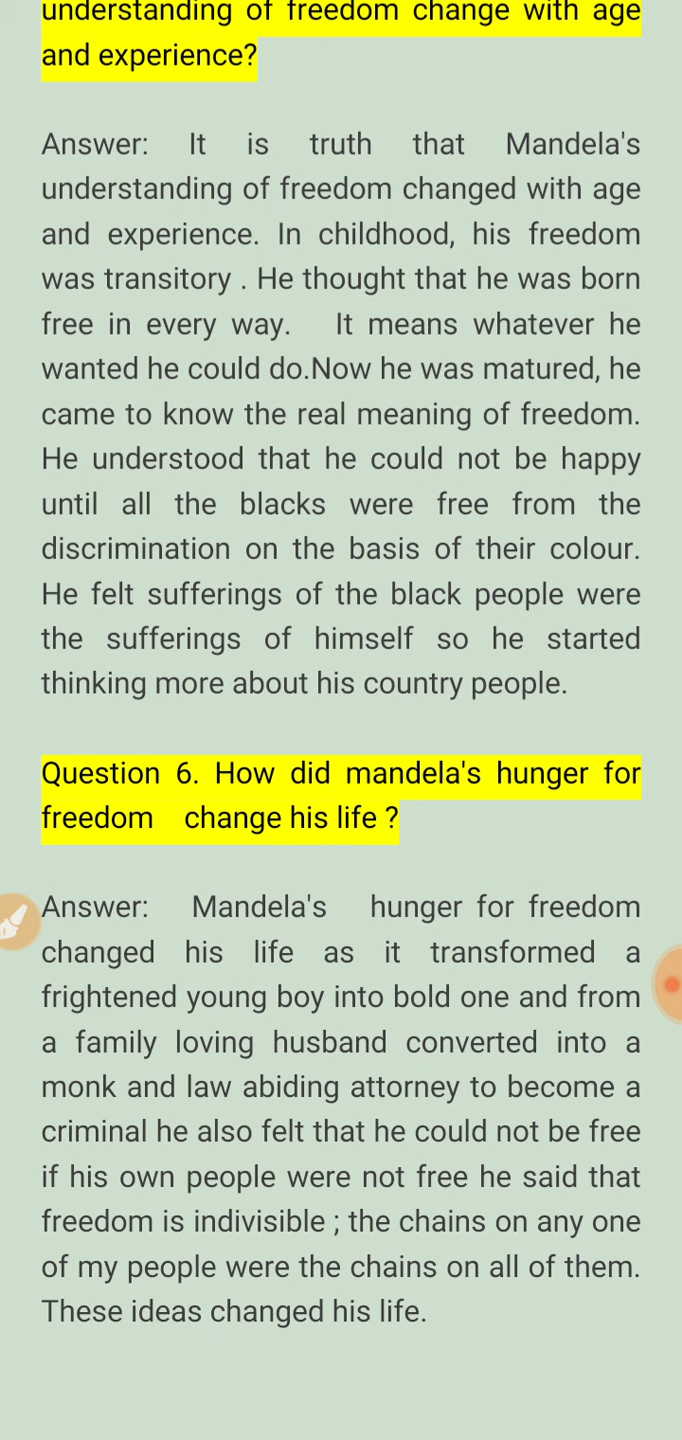 understanding of freedom change with age
and experience?
Answer: It is truth that Mandela's
understanding of freedom changed with age
and experience. In childhood, his freedom
was transitory . He thought that he was born
free in every way. It means whatever he
wanted he could do.Now he was matured, he
came to know the real meaning of freedom.
He understood that he could not be happy
until all the blacks were free from the
discrimination on the basis of their colour.
He felt sufferings of the black people were
the sufferings of himself so he started
thinking more about his country people.
Question 6. How did mandela's hunger for
freedom change his life ?
Answer: Mandela's hunger for freedom
changed his life as it transformed a
frightened young boy into bold one and from
a family loving husband converted into a
monk and law abiding attorney to become a
criminal he also felt that he could not be free
if his own people were not free he said that
freedom is indivisible ; the chains on any one
of my people were the chains on all of them.
These ideas changed his life.